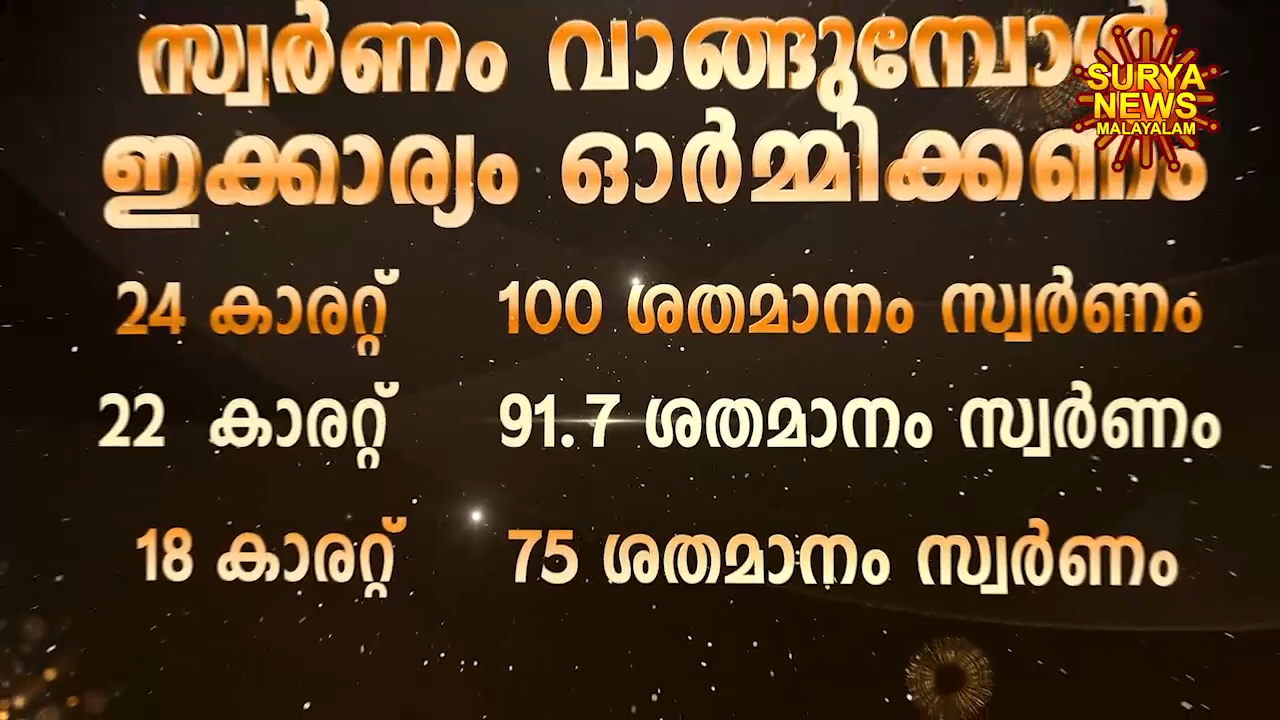 സ്വർണം വാങ്ങുമ്പോൾ
ഇക്കാര്യം ഓർമ്മിക്കണം
SURYA
NEWS
MALAYALAM
24 കാരറ്റ് 100 ശതമാനം സ്വർണം
22 കാരറ്റ് 91.7 ശതമാനം സ്വർണം
18 കാരറ്റ് 75 ശതമാനം സ്വർണം